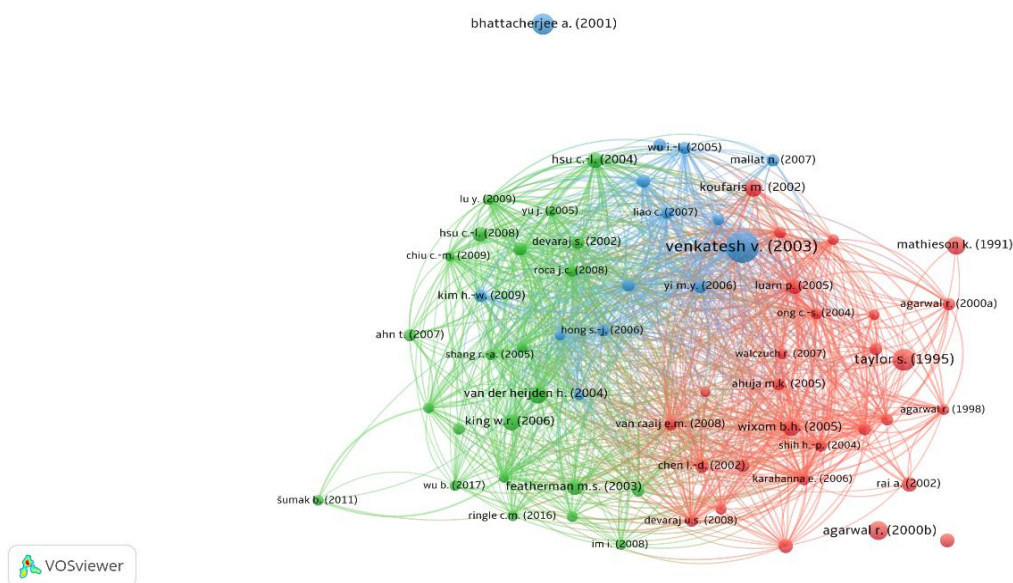 bhattacherjee a. (2001)
wu i.-l. (2005)
hsu c.-l. (2004)
mallat n. (2007)
koufaris m. (2002)
lu y. (2009)
yu j. (2005)
liao c. (2007)
hsu c.-l. (2008)
devaraj s. (2002)
venkatesh v. (2003)
mathieson k. (1991)
chiu c.-m. (2009)
roca j.c. (2008)
yi m.y. (2006)
luarn p. (2005)
kim h.-w. (2009)
agarwal r. (2000a)
ong c.-s. (2004)
ahn t. (2007)
hong s.-j. (2006)
shang r.-a. (2005)
walczuch r. (2007)
taylor s. (1995)
ahuja m.k. (2005)
van der heijden h. (2004)
agarwal r. (1998)
king w.r. (2006)
van raaij e.m. (2008)
wixom b.h. (2005)
shih h.-p. (2004)
chen l.-d. (2002)
karahanna e. (2006)
rai a. (2002)
wu b. (2017)
featherman m.s. (2003)
šumak b. (2011)
ringle c.m. (2016)
devaraj u.s. (2008)
agarwal r. (2000b)
im i. (2008)
VOSviewer